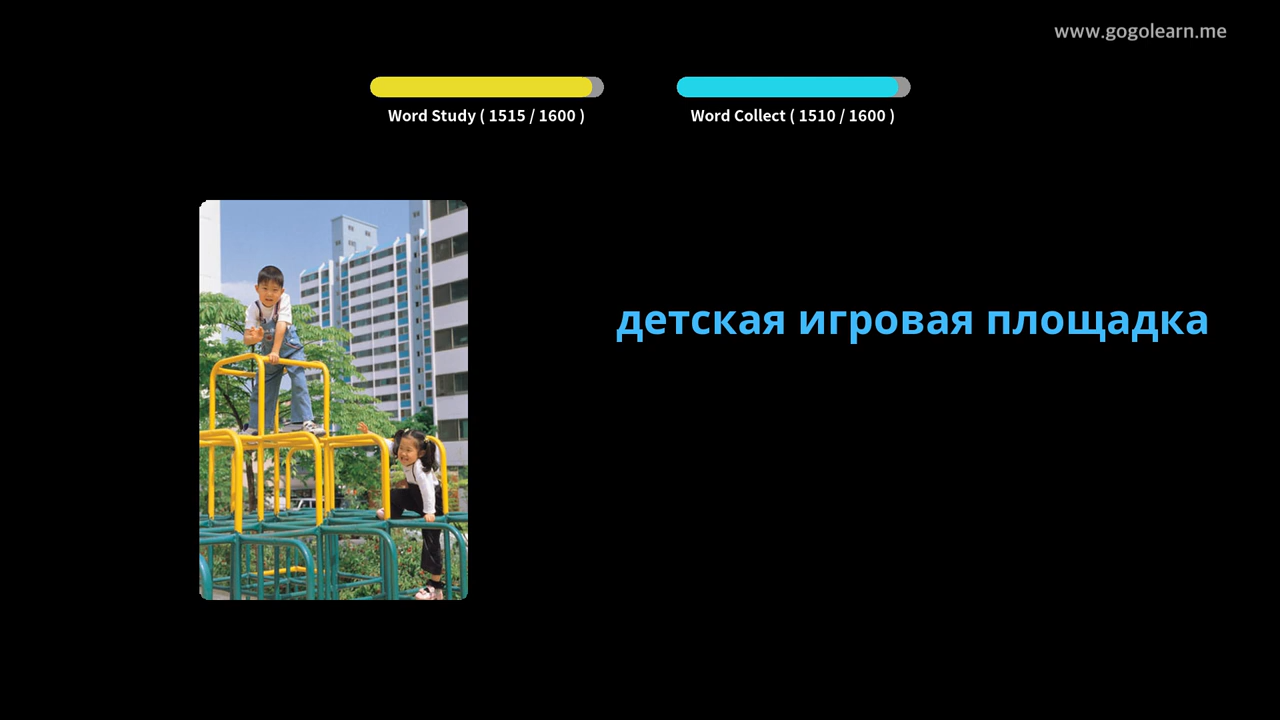 www.gogolearn.me
Word Study ( 1515 / 1600 )
Word Collect ( 1510 / 1600 )
детская игровая площадка